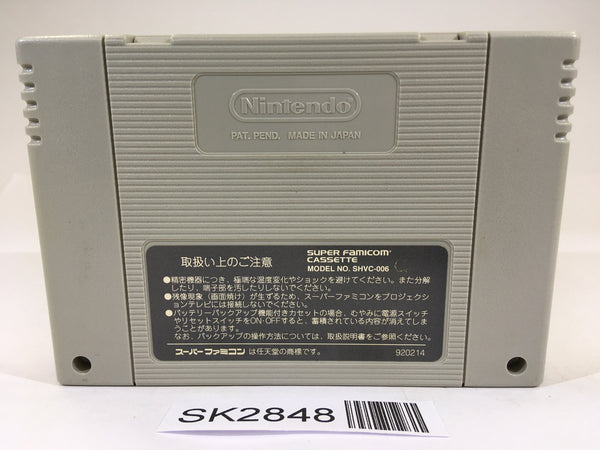 Nintendo
PAT. PEND. MADE IN JAPAN
取扱い上のご注意
SUPER FAMICOM
CASSETTE
MODEL NO. SHVC-006
●精密機器につき、極端な温度変化やショックを避けてください。また分解
したり、端子部を汚したりしないでください。
●残像現象(画面焼け)が生ずるため、スーパーファミコンをプロジェクショ
ンテレビには接続しないでください。
●バッテリーバックアップ機能付きカセットの場合、むやみに電源スイッチ
やリセットスイッチをON・OFFすると、蓄積されている内容が消えてしま
うことがあります。
なお、バックアップの操作方法については、取扱説明書をご参照ください。
スーパーファミコン は任天堂の商標です。
920214
SK2848